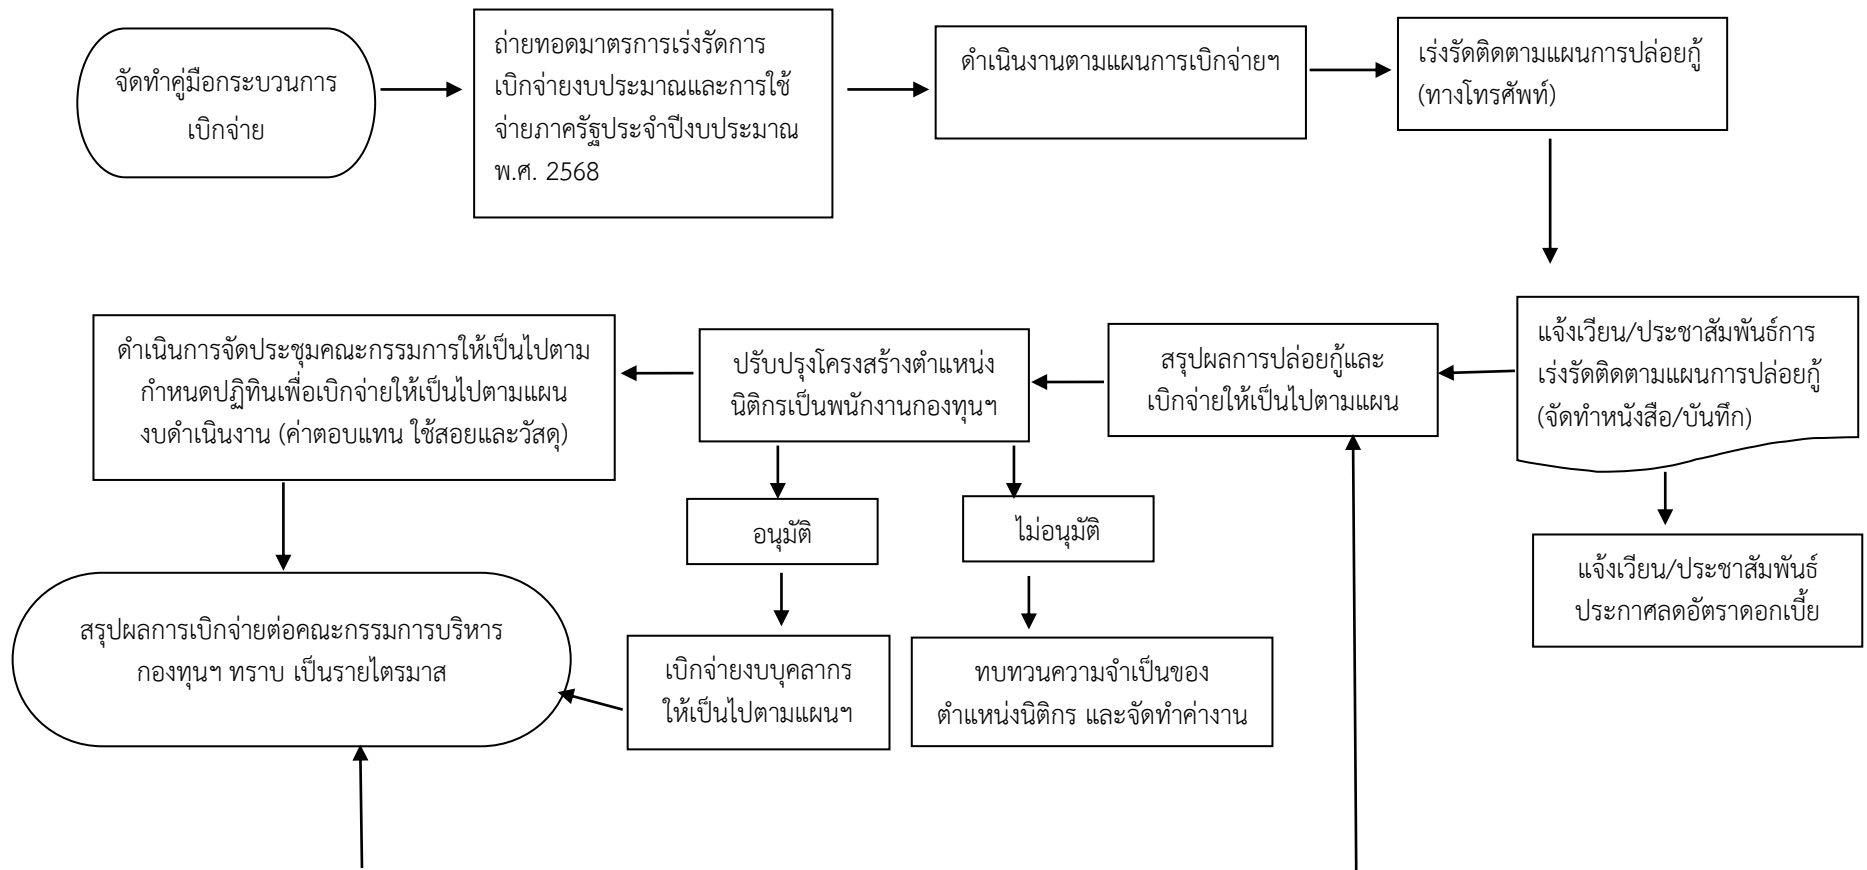 จัดทำคู่มือกระบวนการ
เบิกจ่าย
ถ่ายทอดมาตรการเร่งรัดการ
เบิกจ่ายงบประมาณและการใช้
จ่ายภาครัฐประจำปีงบประมาณ
พ.ศ. 2568
ดำเนินงานตามแผนการเบิกจ่ายฯ
เร่งรัดติดตามแผนการปล่อยกู้
(ทางโทรศัพท์)
แจ้งเวียน/ประชาสัมพันธ์การ
เร่งรัดติดตามแผนการปล่อยกู้
(จัดทำหนังสือ/บันทึก)
แจ้งเวียน/ประชาสัมพันธ์
ประกาศลดอัตราดอกเบี้ย
สรุปผลการปล่อยกู้และ
เบิกจ่ายให้เป็นไปตามแผน
ปรับปรุงโครงสร้างตำแหน่ง
นิติกรเป็นพนักงานกองทุนฯ
อนุมัติ
ไม่อนุมัติ
เบิกจ่ายงบบุคลากร
ให้เป็นไปตามแผนฯ
ทบทวนความจำเป็นของ
ตำแหน่งนิติกร และจัดทำค่างาน
ดำเนินการจัดประชุมคณะกรรมการให้เป็นไปตาม
กำหนดปฏิทินเพื่อเบิกจ่ายให้เป็นไปตามแผน
งบดำเนินงาน (ค่าตอบแทน ใช้สอยและวัสดุ)
สรุปผลการเบิกจ่ายต่อคณะกรรมการบริหาร
กองทุนฯ ทราบ เป็นรายไตรมาส